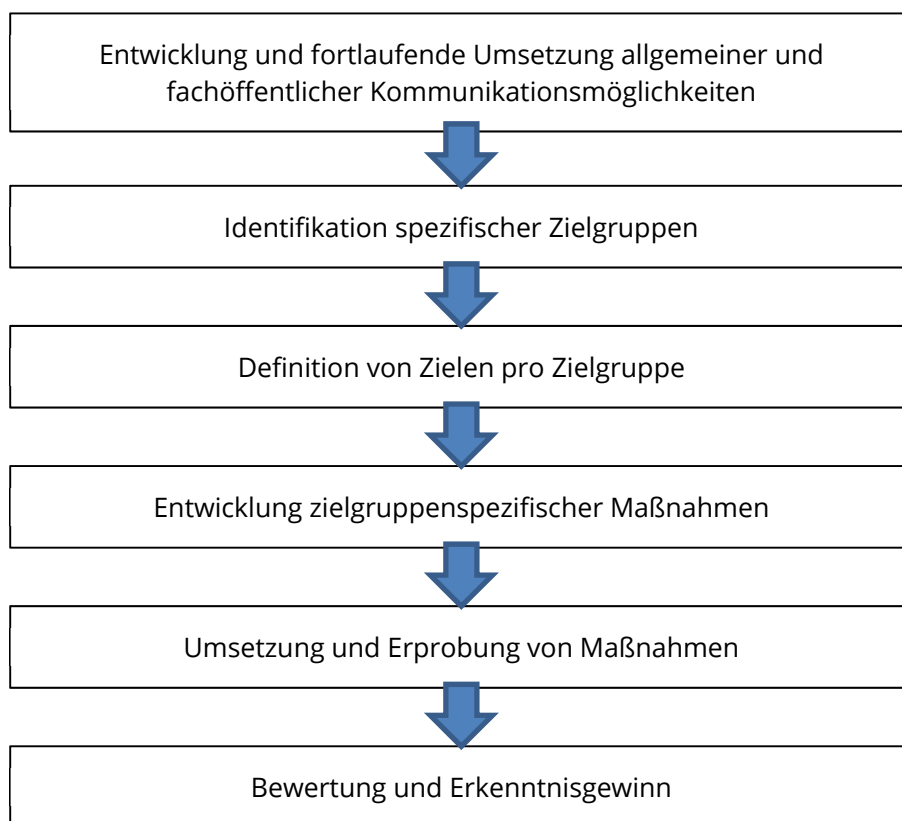 Entwicklung und fortlaufende Umsetzung allgemeiner und
fachöffentlicher Kommunikationsmöglichkeiten
Identifikation spezifischer Zielgruppen
Definition von Zielen pro Zielgruppe
Entwicklung zielgruppenspezifischer Maßnahmen
Umsetzung und Erprobung von Maßnahmen
Bewertung und Erkenntnisgewinn